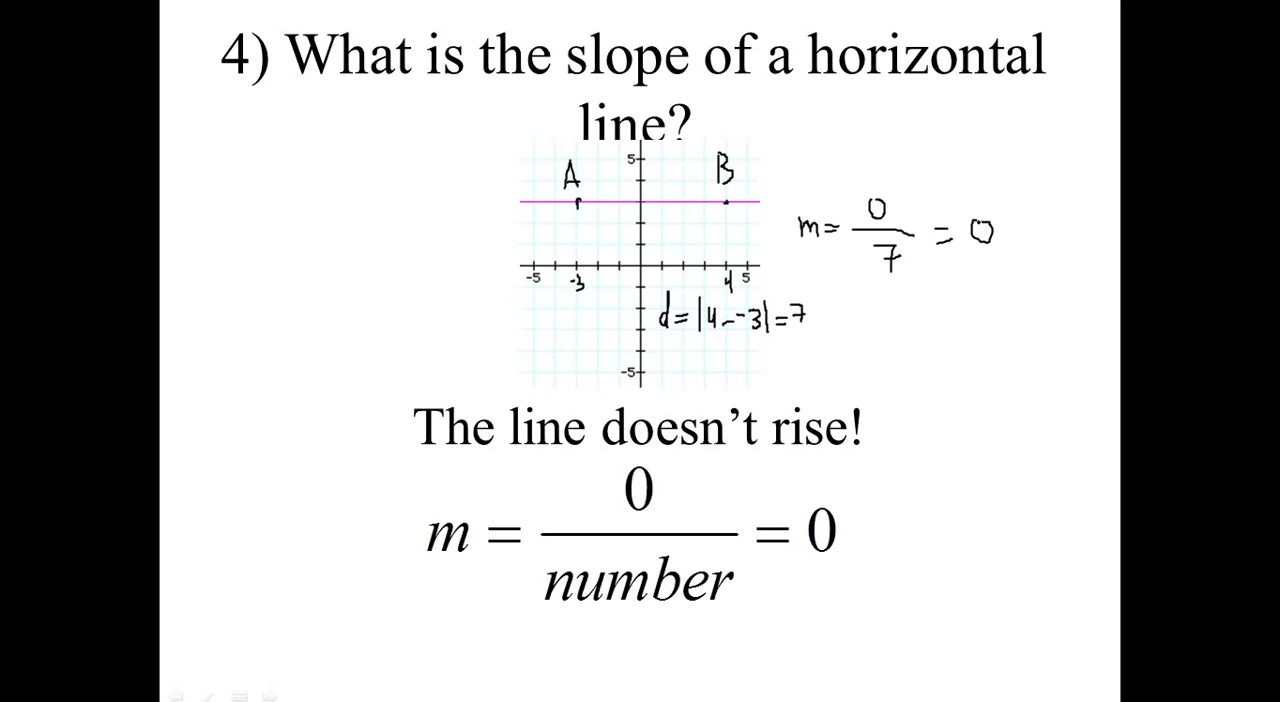 4) What is the slope of a horizontal
line?
5
A
B
m = 0/7 = 0
-5
-3
4
5
d = |4--3| = 7
-5
The line doesn't rise!
m = 0/number = 0